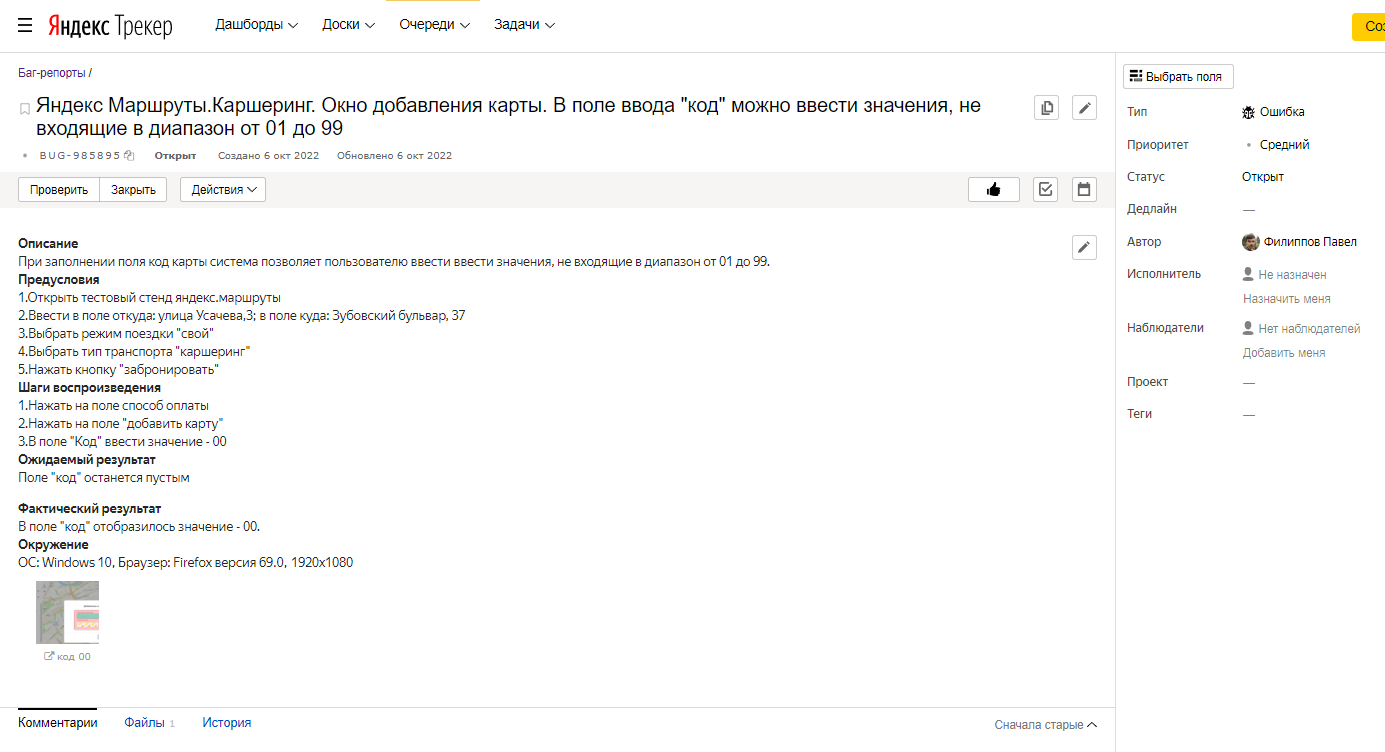 Яндекс Трекер Дашборды Доски Очереди Задачи Соз
Баг-репорты /
Яндекс Маршруты.Каршеринг. Окно добавления карты. В поле ввода "код" можно ввести значения, не
входящие в диапазон от 01 до 99
BUG-985895 Открыт Создано 6 окт 2022 Обновлено 6 окт 2022
Проверить Закрыть Действия
Описание
При заполнении поля код карты система позволяет пользователю ввести ввести значения, не входящие в диапазон от 01 до 99.
Предусловия
1.Открыть тестовый стенд яндекс.маршруты
2.Ввести в поле откуда: улица Усачева,3; в поле куда: Зубовский бульвар, 37
3.Выбрать режим поездки "свой"
4.Выбрать тип транспорта "каршеринг"
5.Нажать кнопку "забронировать"
Шаги воспроизведения
1.Нажать на поле способ оплаты
2.Нажать на поле "добавить карту"
3.В поле "Код" ввести значение - 00
Ожидаемый результат
Поле "код" останется пустым
Фактический результат
В поле "код" отобразилось значение - 00.
Окружение
ОС: Windows 10, Браузер: Firefox версия 69.0, 1920x1080
код 00
Комментарии Файлы 1 История Сначала старые
Выбрать поля
Тип Ошибка
Приоритет Средний
Статус Открыт
Дедлайн —
Автор Филиппов Павел
Исполнитель Не назначен
Назначить меня
Наблюдатели Нет наблюдателей
Добавить меня
Проект —
Теги —